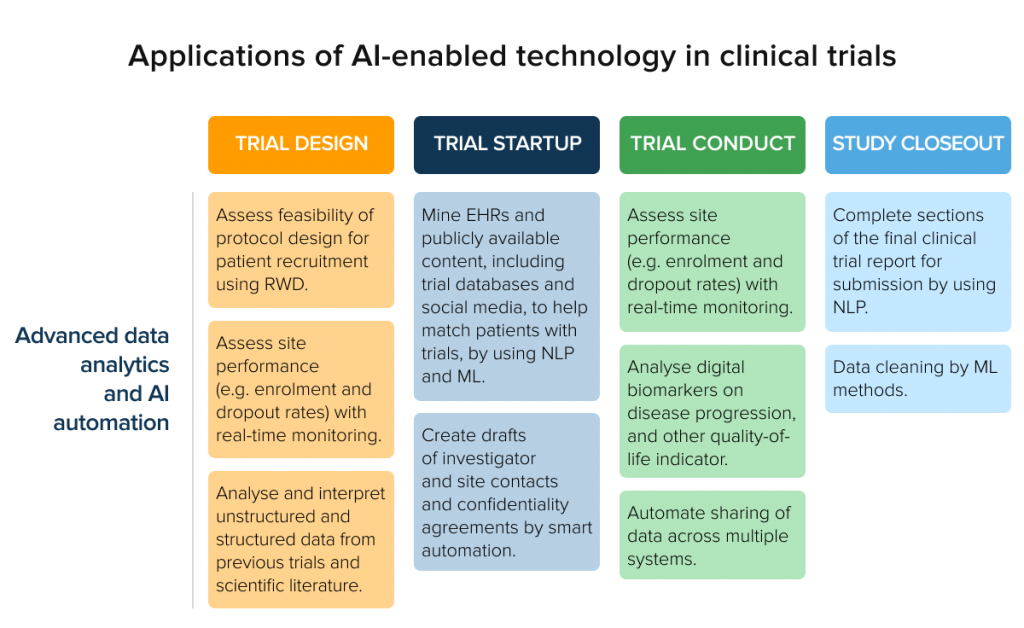 Applications of AI-enabled technology in clinical trials
TRIAL DESIGN
TRIAL STARTUP
TRIAL CONDUCT
STUDY CLOSEOUT
Advanced data
analytics
and AI
automation
Assess feasibility of
protocol design for
patient recruitment
using RWD.
Assess site
performance
(e.g. enrolment and
dropout rates) with
real-time monitoring.
Analyse and interpret
unstructured and
structured data from
previous trials and
scientific literature.
Mine EHRs and
publicly available
content, including
trial databases and
social media, to help
match patients with
trials, by using NLP
and ML.
Create drafts
of investigator
and site contacts
and confidentiality
agreements by smart
automation.
Assess site
performance
(e.g. enrolment and
dropout rates) with
real-time monitoring.
Analyse digital
biomarkers on
disease progression,
and other quality-of-
life indicator.
Automate sharing of
data across multiple
systems.
Complete sections
of the final clinical
trial report for
submission by using
NLP.
Data cleaning by ML
methods.